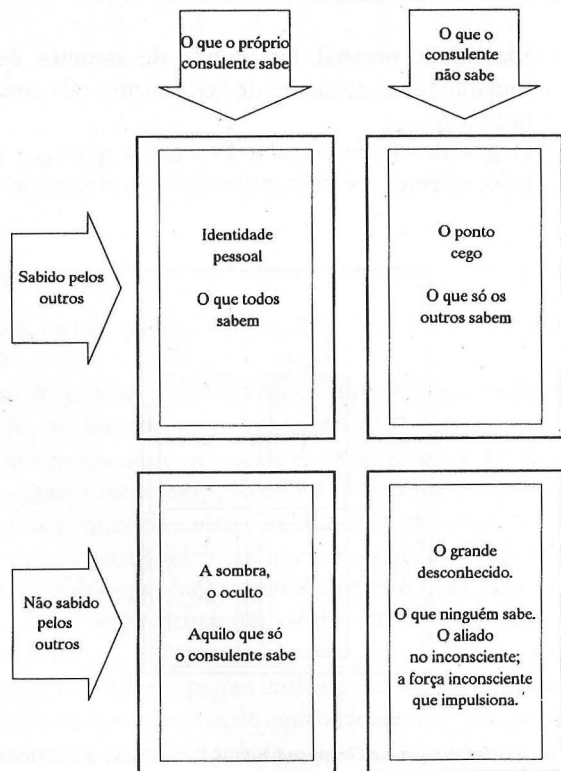 O que o próprio
consulente sabe
O que o
consulente
não sabe
Sabido pelos
outros
Identidade
pessoal
O que todos
sabem
O ponto
cego
O que só os
outros sabem
Não sabido
pelos
outros
A sombra,
o oculto
Aquilo que só
o consulente sabe
O grande
desconhecido.
O que ninguém sabe.
O aliado
no inconsciente;
a força inconsciente
que impulsiona.